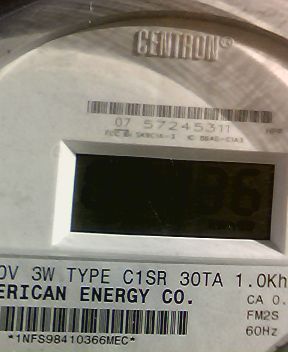 CENTRON®
07 57245311
0V 3W TYPE C1SR 30TA 1.0Kh
ERICAN ENERGY CO.
CA 0.
FM2S
60Hz
*1NFS98410366MEC*